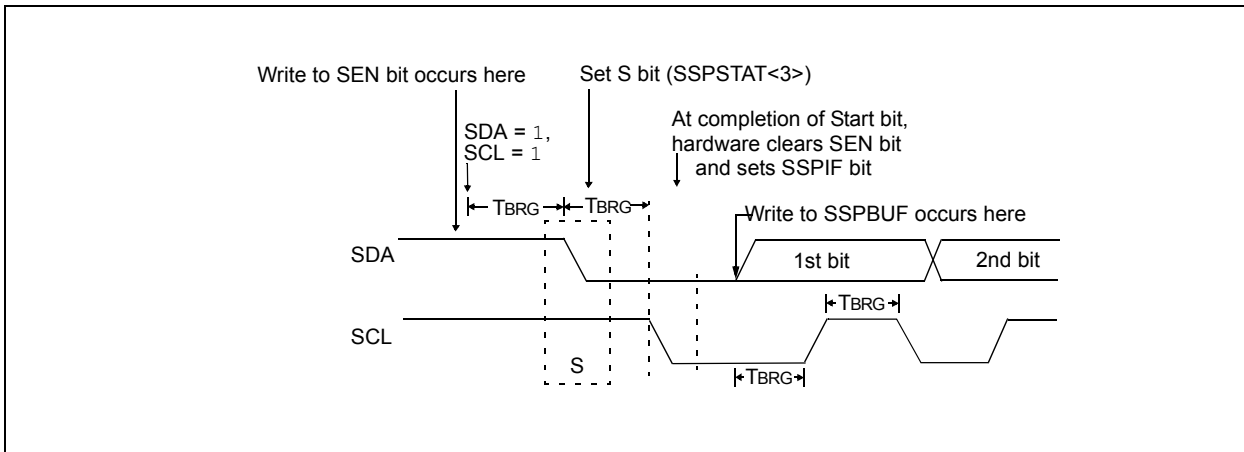 Write to SEN bit occurs here
Set S bit (SSPSTAT<3>)
SDA = 1,
SCL = 1
At completion of Start bit,
hardware clears SEN bit
and sets SSPIF bit
TBRG
TBRG
Write to SSPBUF occurs here
SDA
1st bit
2nd bit
TBRG
SCL
S
TBRG